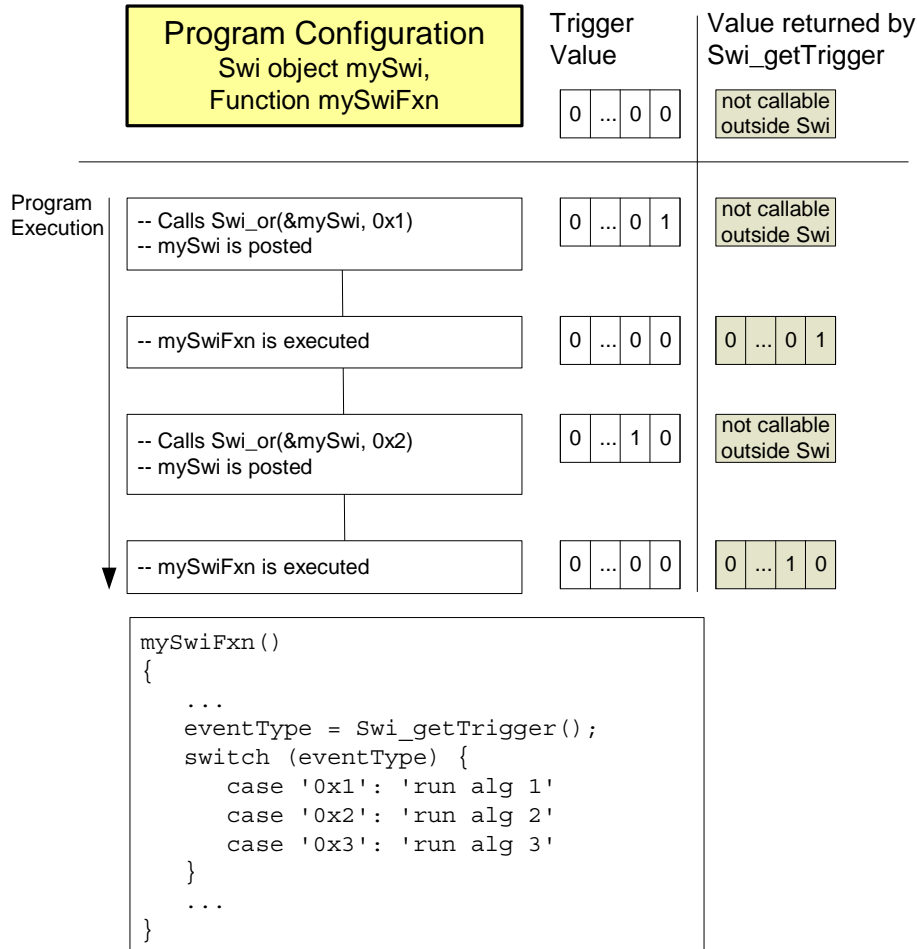 Program Configuration
Swi object mySwi,
Function mySwiFxn
Trigger
Value
Value returned by
Swi_getTrigger
0 ... 0 0
not callable
outside Swi
Program
Execution
-- Calls Swi_or(&mySwi, 0x1)
-- mySwi is posted
0 ... 0 1
not callable
outside Swi
-- mySwiFxn is executed
0 ... 0 0
0 ... 0 1
-- Calls Swi_or(&mySwi, 0x2)
-- mySwi is posted
0 ... 1 0
not callable
outside Swi
-- mySwiFxn is executed
0 ... 0 0
0 ... 1 0
mySwiFxn()
{
...
eventType = Swi_getTrigger();
switch (eventType) {
case '0x1': 'run alg 1'
case '0x2': 'run alg 2'
case '0x3': 'run alg 3'
}
...
}